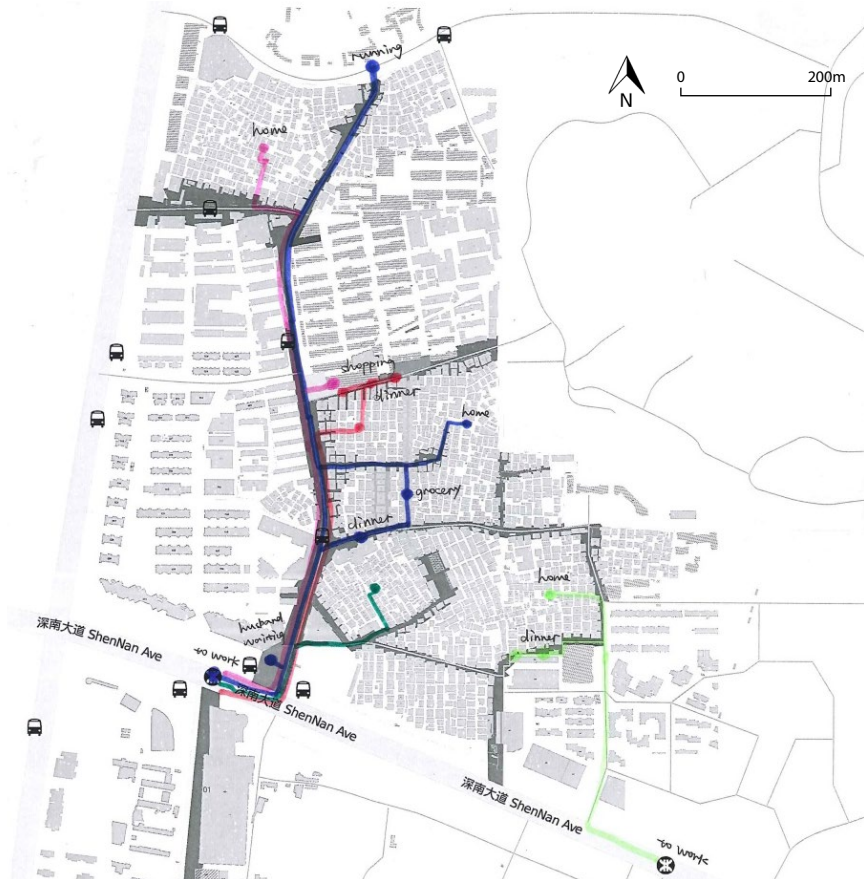 running
0 200m
N
home
shopping
dinner
home
grocery
dinner
home
husband
waiting
dinner
深南大道 ShenNan Ave
to work
深南大道 ShenNan Ave
深南大道 ShenNan Ave
to work
01
E